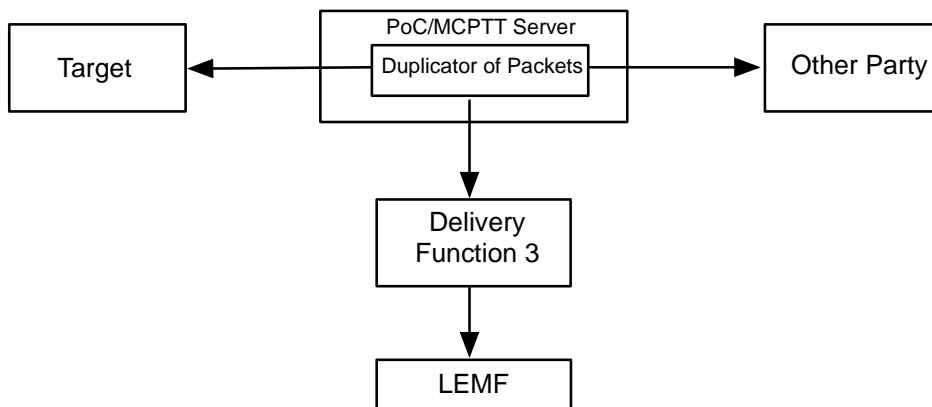 PoC/MCPTT Server
Target
Duplicator of Packets
Other Party
Delivery
Function 3
LEMF